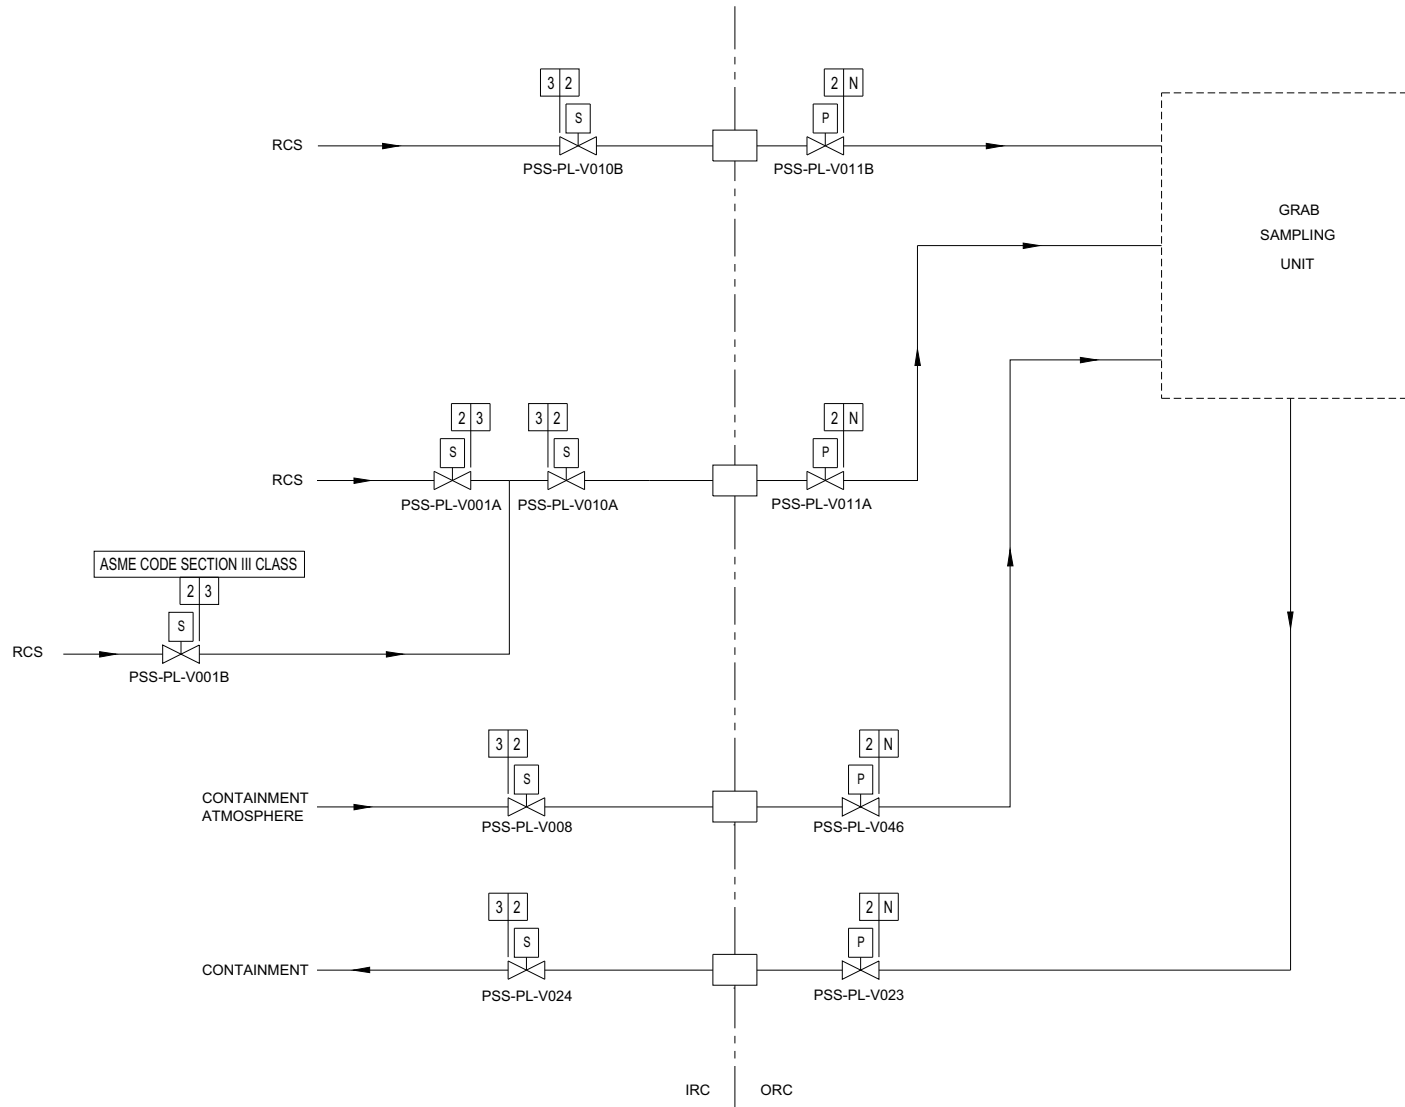 3 2
2 N
S
P
RCS
PSS-PL-V010B
PSS-PL-V011B
GRAB
SAMPLING
UNIT
2 3
3 2
2 N
S
S
P
RCS
PSS-PL-V001A
PSS-PL-V010A
PSS-PL-V011A
ASME CODE SECTION III CLASS
2 3
S
RCS
PSS-PL-V001B
3 2
2 N
S
P
CONTAINMENT
ATMOSPHERE
PSS-PL-V008
PSS-PL-V046
3 2
2 N
S
P
CONTAINMENT
PSS-PL-V024
PSS-PL-V023
IRC
ORC